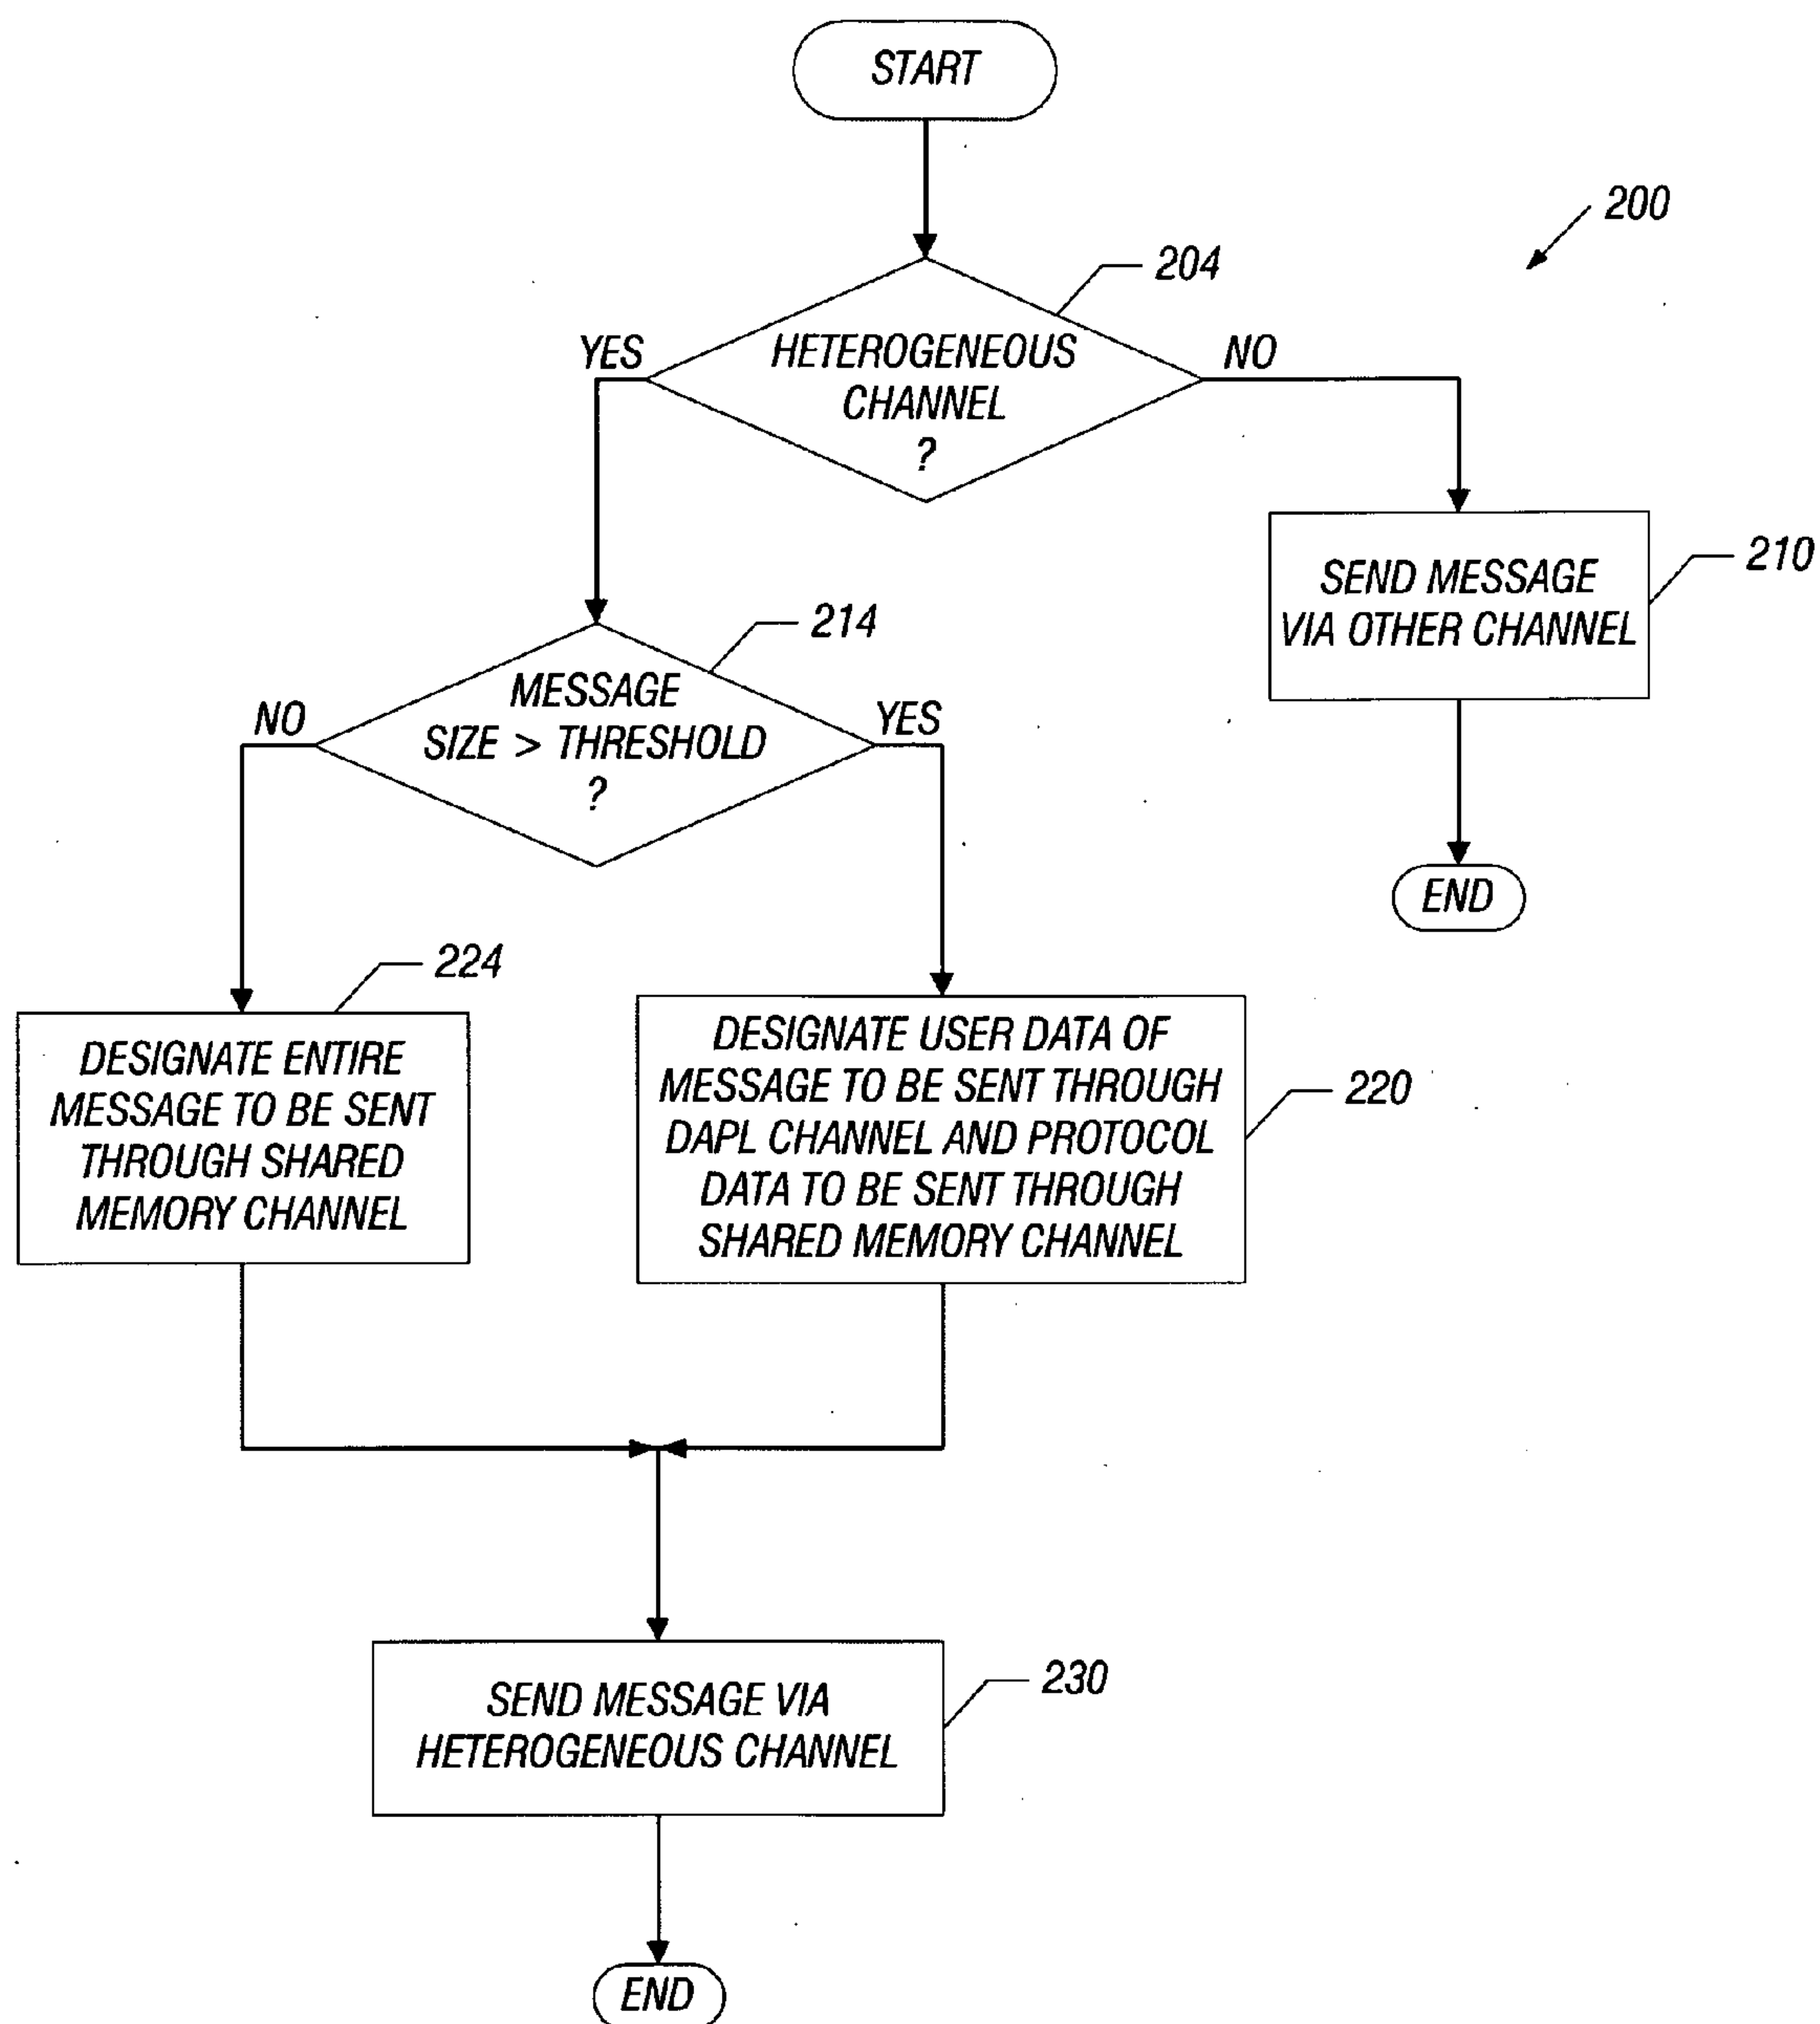 START
200
204
YES
HETEROGENEOUS
CHANNEL
?
NO
210
SEND MESSAGE
VIA OTHER CHANNEL
214
MESSAGE
SIZE > THRESHOLD
?
NO
YES
END
224
DESIGNATE ENTIRE
MESSAGE TO BE SENT
THROUGH SHARED
MEMORY CHANNEL
DESIGNATE USER DATA OF
MESSAGE TO BE SENT THROUGH
DAPL CHANNEL AND PROTOCOL
DATA TO BE SENT THROUGH
SHARED MEMORY CHANNEL
220
230
SEND MESSAGE VIA
HETEROGENEOUS CHANNEL
END